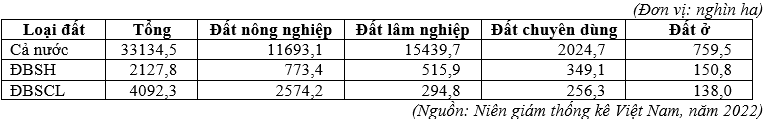 (Đơn vị: nghìn ha)
Loại đất Tổng Đất nông nghiệp Đất lâm nghiệp Đất chuyên dùng Đất ở
Cả nước 33134,5 11693,1 15439,7 2024,7 759,5
ĐBSH 2127,8 773,4 515,9 349,1 150,8
ĐBSCL 4092,3 2574,2 294,8 256,3 138,0
(Nguồn: Niên giám thống kê Việt Nam, năm 2022)